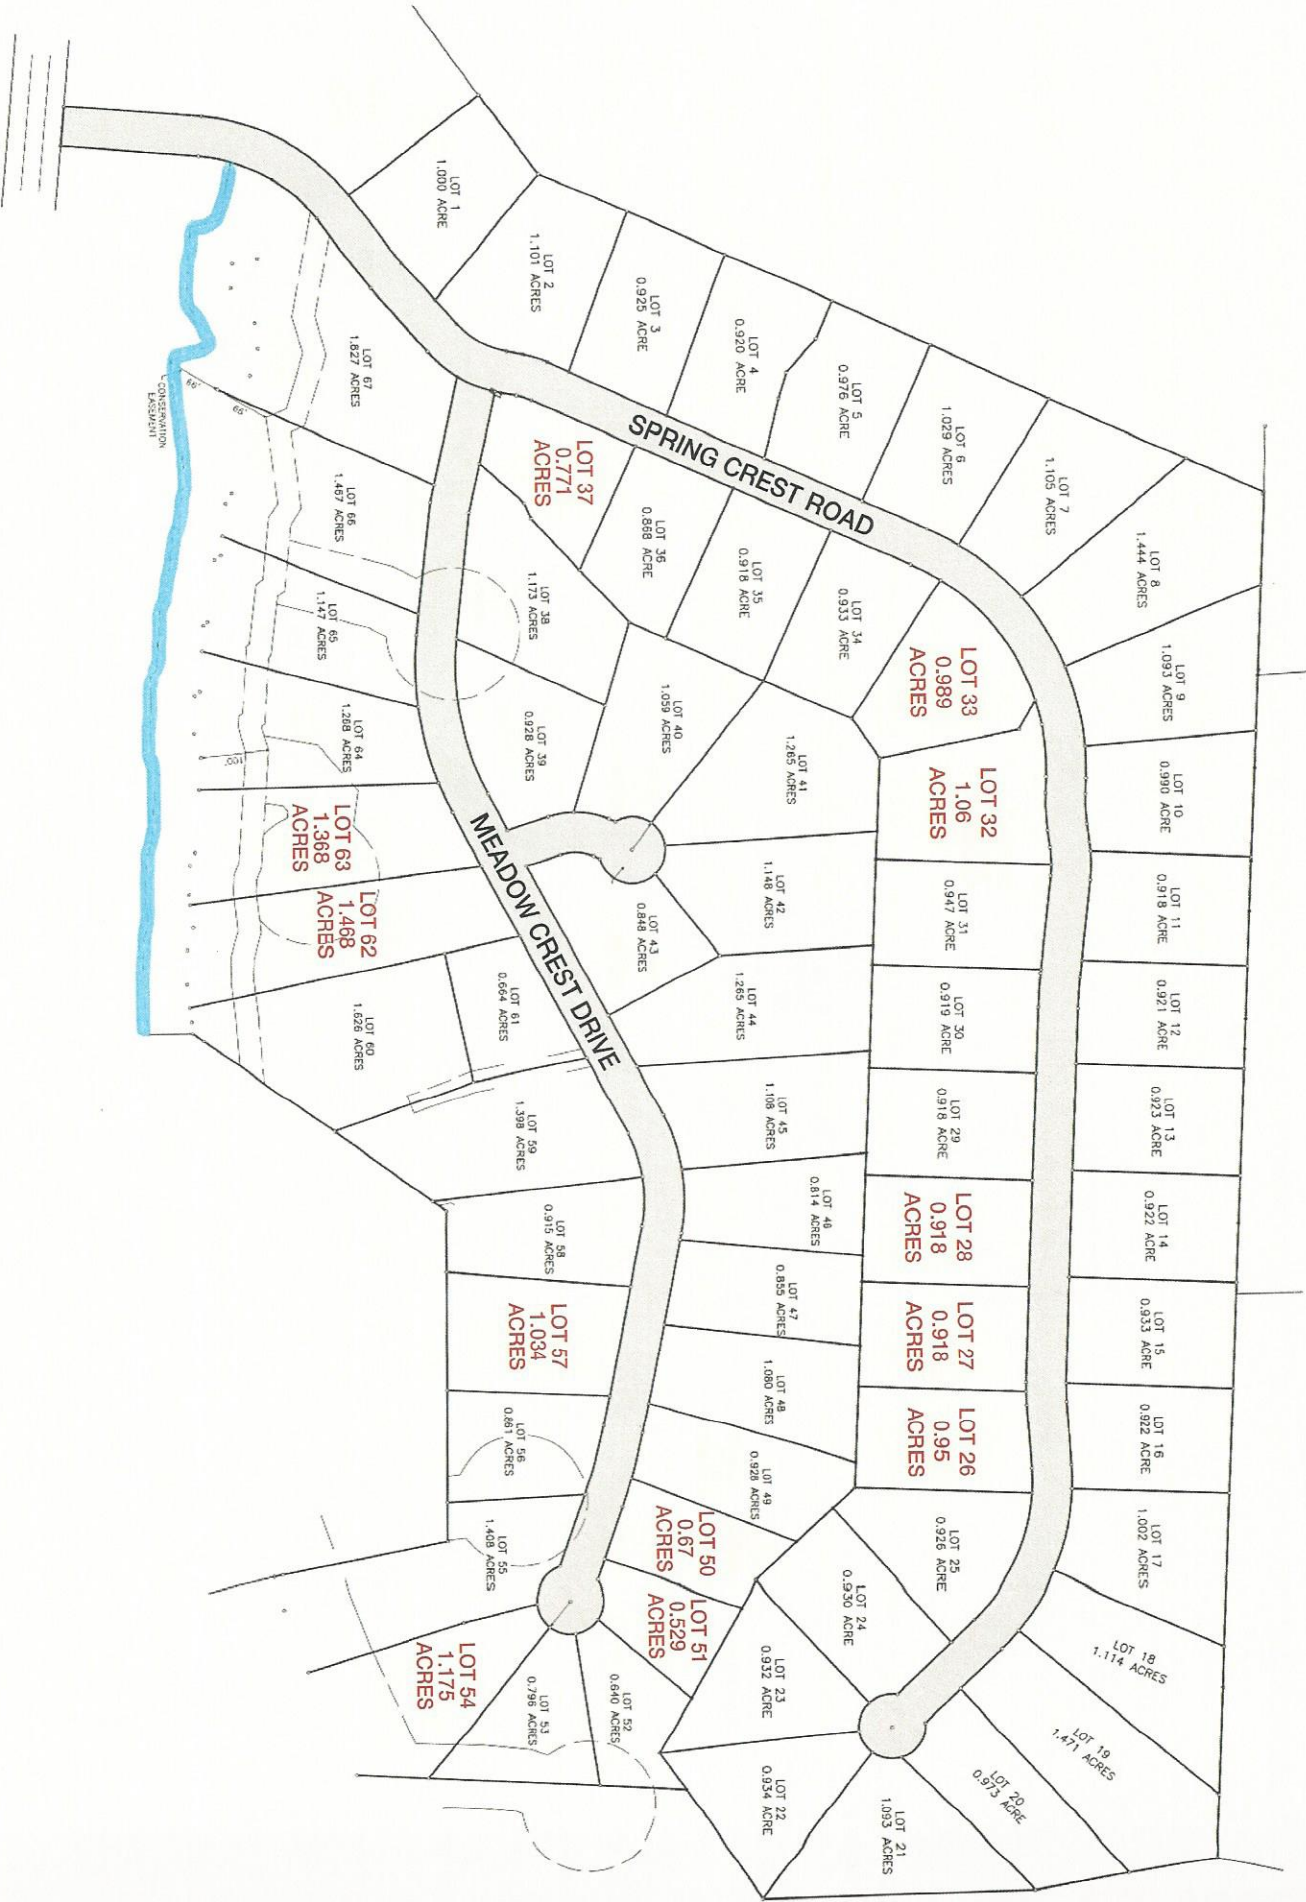 LOT 1
1.000 ACRE
LOT 2
1.101 ACRES
LOT 3
0.925 ACRE
LOT 4
0.920 ACRE
LOT 5
0.976 ACRE
LOT 6
1.029 ACRES
LOT 7
1.105 ACRES
LOT 8
1.444 ACRES
LOT 9
1.093 ACRES
LOT 10
0.990 ACRE
LOT 11
0.918 ACRE
LOT 12
0.921 ACRE
LOT 13
0.923 ACRE
LOT 14
0.922 ACRE
LOT 15
0.933 ACRE
LOT 16
0.922 ACRE
LOT 17
1.002 ACRES
LOT 18
1.114 ACRES
LOT 19
1.471 ACRES
LOT 20
0.973 ACRE
LOT 21
1.093 ACRES
LOT 22
0.934 ACRE
LOT 23
0.932 ACRE
LOT 24
0.930 ACRE
LOT 25
0.926 ACRE
LOT 26
0.95
ACRES
LOT 27
0.918
ACRES
LOT 28
0.918
ACRES
LOT 29
0.918 ACRE
LOT 30
0.919 ACRE
LOT 31
0.947 ACRE
LOT 32
1.06
ACRES
LOT 33
0.989
ACRES
LOT 34
0.933 ACRE
LOT 35
0.918 ACRE
LOT 36
0.868 ACRE
LOT 37
0.771
ACRES
SPRING CREST ROAD
LOT 38
1.173 ACRES
LOT 39
0.928 ACRES
LOT 40
1.059 ACRES
LOT 41
1.265 ACRES
LOT 42
1.148 ACRES
LOT 43
0.848 ACRES
LOT 44
1.265 ACRES
LOT 45
1.108 ACRES
LOT 46
0.814 ACRES
LOT 47
0.855 ACRES
LOT 48
1.080 ACRES
LOT 49
0.928 ACRES
LOT 50
0.67
ACRES
LOT 51
0.529
ACRES
LOT 52
0.640 ACRES
LOT 53
0.796 ACRES
LOT 54
1.175
ACRES
LOT 55
1.408 ACRES
LOT 56
0.861 ACRES
LOT 57
1.034
ACRES
LOT 58
0.915 ACRES
LOT 59
1.398 ACRES
MEADOW CREST DRIVE
LOT 60
1.626 ACRES
LOT 61
0.664 ACRES
LOT 62
1.468
ACRES
LOT 63
1.368
ACRES
LOT 64
1.268 ACRES
100'
LOT 65
1.147 ACRES
LOT 66
1.467 ACRES
LOT 67
1.827 ACRES
66'
66'
CONSERVATION
EASEMENT